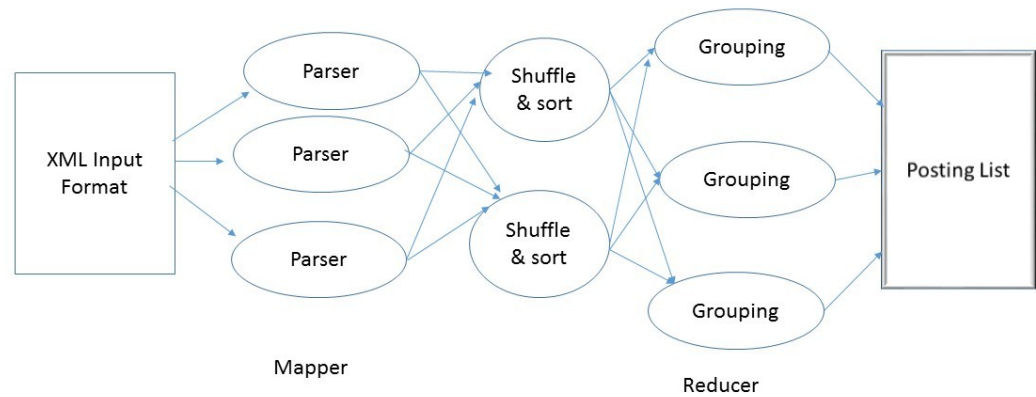 XML Input
Format
Parser
Parser
Parser
Shuffle
& sort
Shuffle
& sort
Grouping
Grouping
Grouping
Posting List
Mapper
Reducer